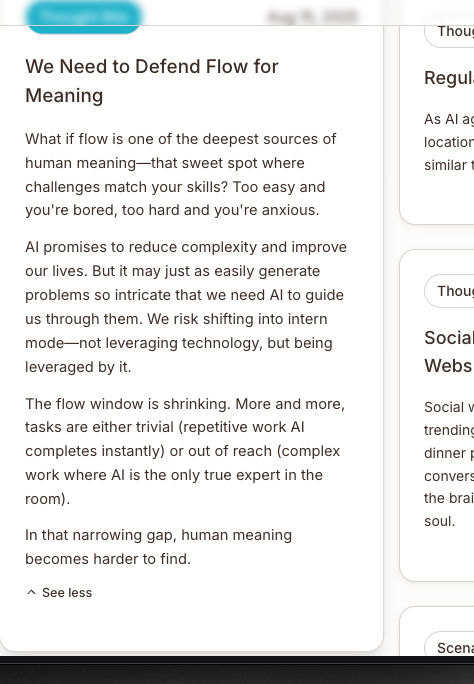 Thought Bite
Aug 15, 2025
We Need to Defend Flow for
Meaning
What if flow is one of the deepest sources of
human meaning—that sweet spot where
challenges match your skills? Too easy and
you're bored, too hard and you're anxious.
AI promises to reduce complexity and improve
our lives. But it may just as easily generate
problems so intricate that we need AI to guide
us through them. We risk shifting into intern
mode—not leveraging technology, but being
leveraged by it.
The flow window is shrinking. More and more,
tasks are either trivial (repetitive work AI
completes instantly) or out of reach (complex
work where AI is the only true expert in the
room).
In that narrowing gap, human meaning
becomes harder to find.
See less
Thoug
Regul
As AI ag
location
similar t
Thoug
Social
Webs
Social w
trending
dinner p
convers
the brai
soul.
Scena